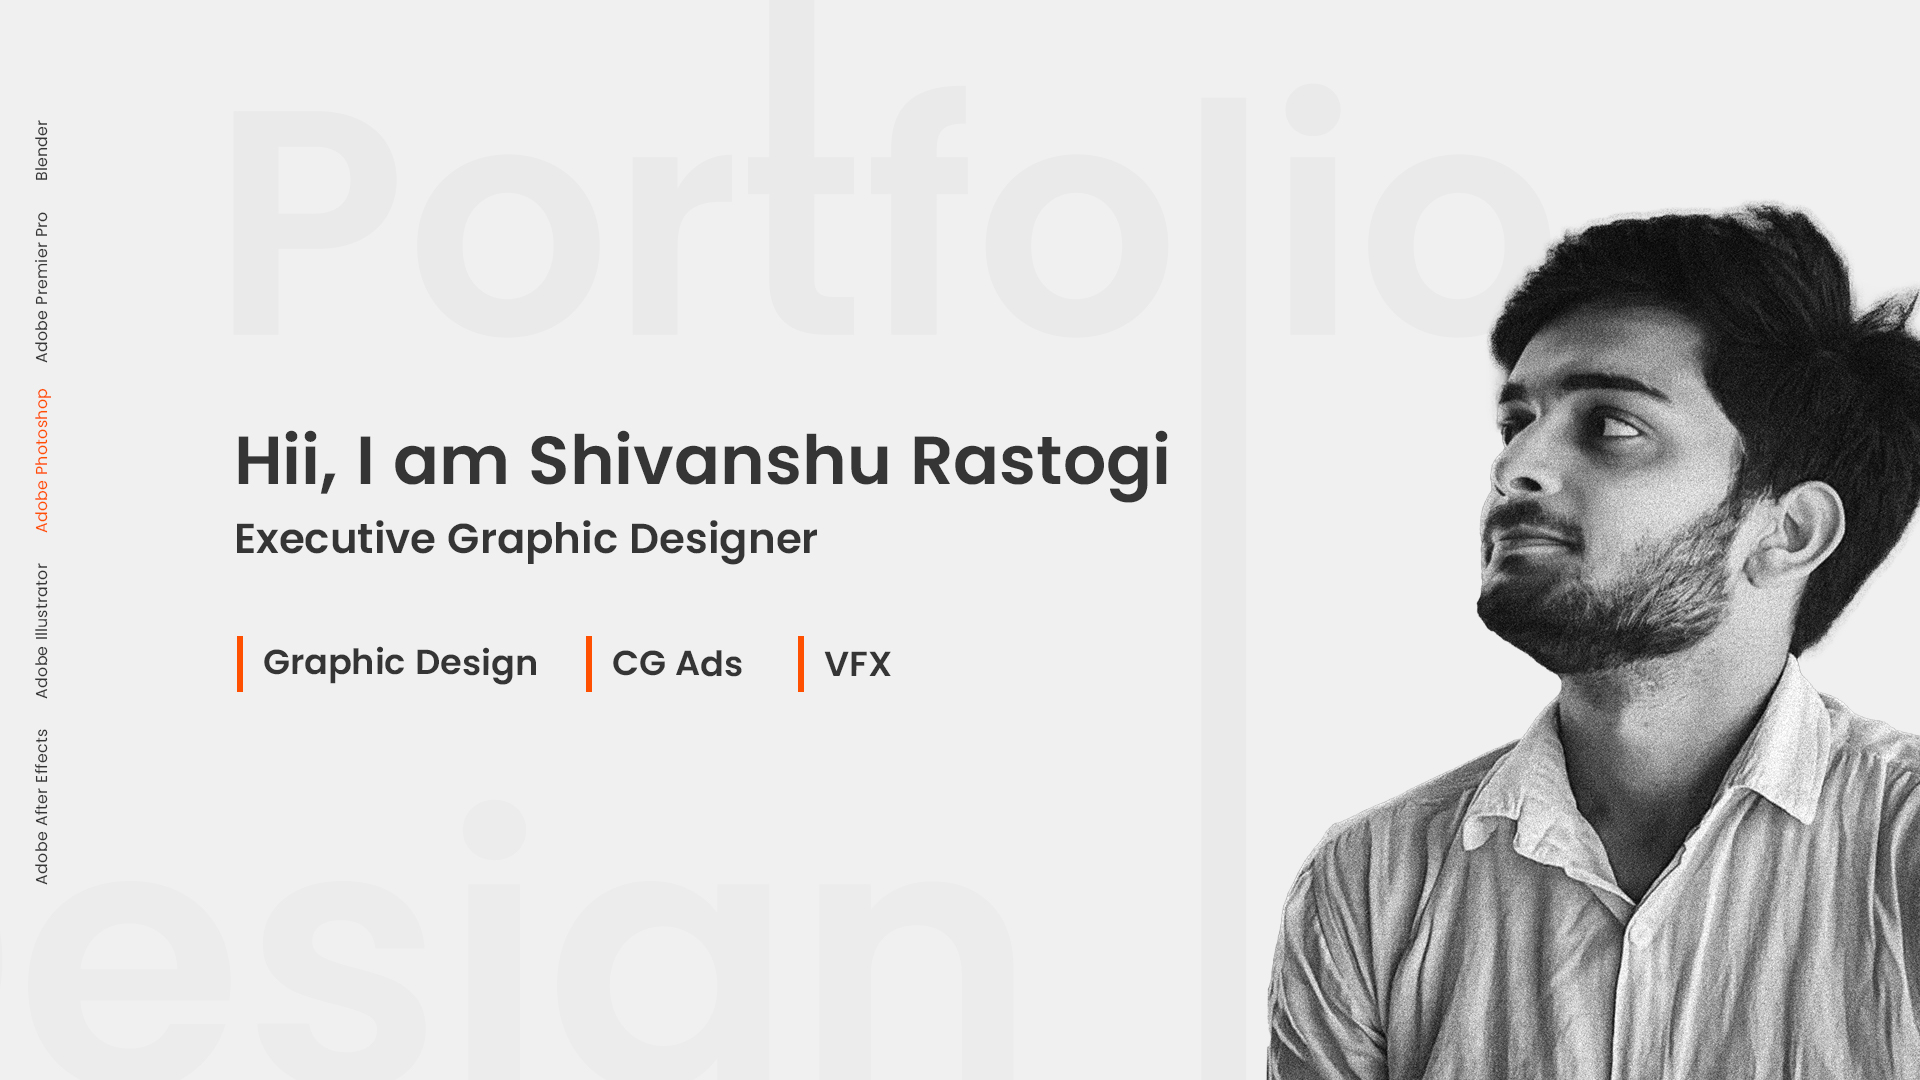 Portfolio
Hii, I am Shivanshu Rastogi
Executive Graphic Designer
Graphic Design
CG Ads
VFX
Blender
Adobe Premier Pro
Adobe Photoshop
Adobe Illustrator
Adobe After Effects
esign